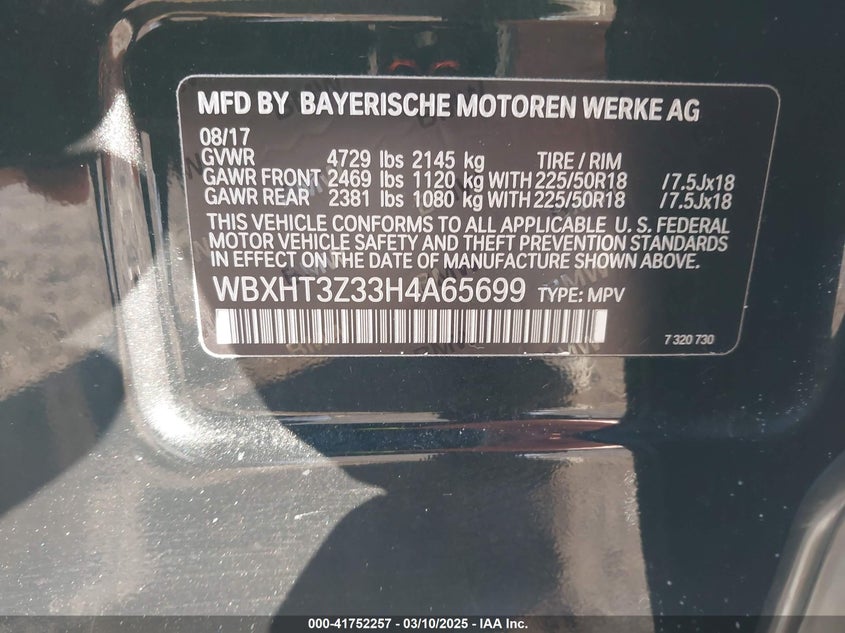 MFD BY BAYERISCHE MOTOREN WERKE AG
08/17
GVWR 4729 lbs 2145 kg TIRE / RIM
GAWR FRONT 2469 lbs 1120 kg WITH 225/50R18 /7.5Jx18
GAWR REAR 2381 lbs 1080 kg WITH 225/50R18 /7.5Jx18
THIS VEHICLE CONFORMS TO ALL APPLICABLE U. S. FEDERAL
MOTOR VEHICLE SAFETY AND THEFT PREVENTION STANDARDS
IN EFFECT ON THE DATE OF MANUFACTURE SHOWN ABOVE.
WBXHT3Z33H4A65699 TYPE: MPV
7 320 730
000-41752257 - 03/10/2025 - IAA Inc.